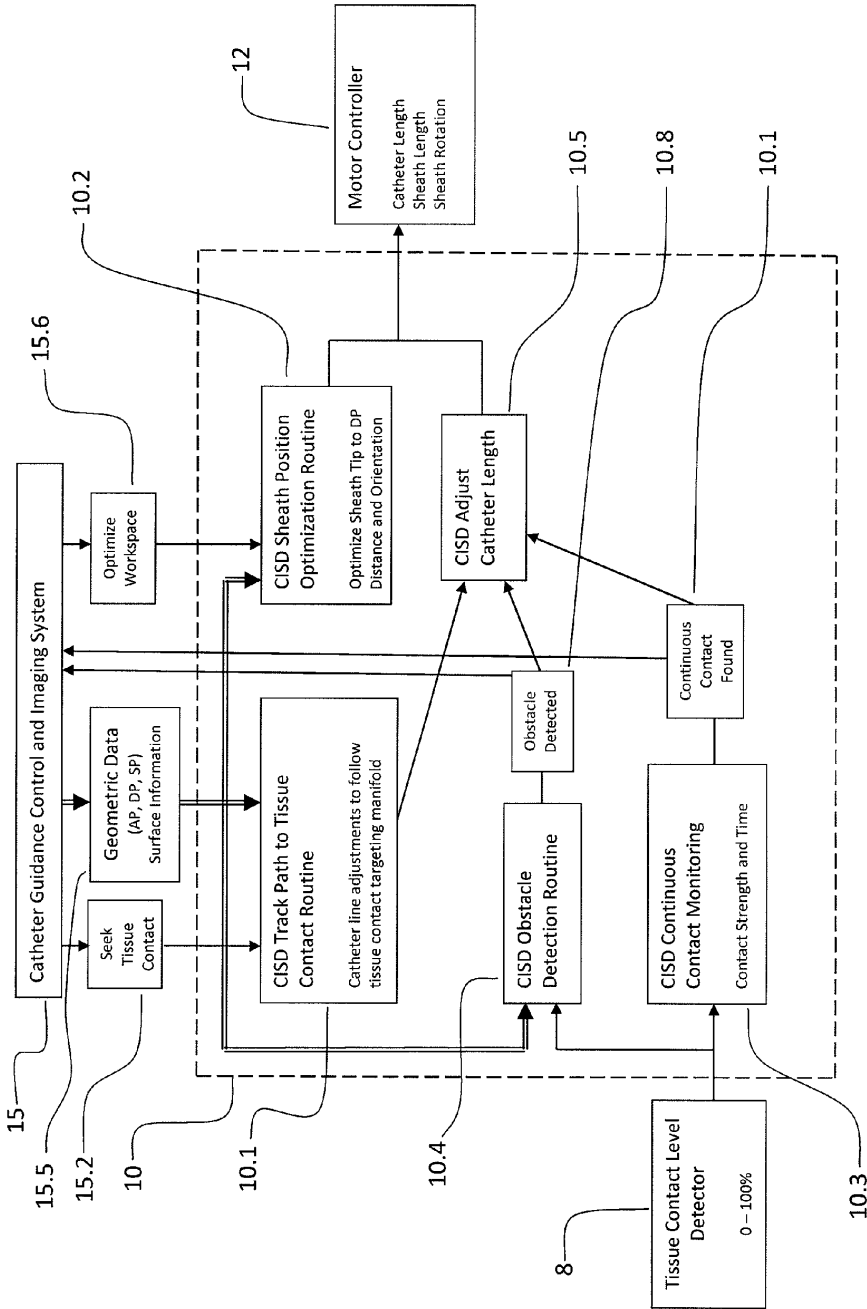 Catheter Guidance Control and Imaging System
15
15.5
15.2
10
10.1
Seek
Tissue
Contact
Geometric Data
(AP, DP, SP)
Surface Information
Optimize
Workspace
15.6
10.2
12
CISD Track Path to Tissue
Contact Routine
Catheter line adjustments to follow
tissue contact targeting manifold
CISD Sheath Position
Optimization Routine
Optimize Sheath Tip to DP
Distance and Orientation
Motor Controller
Catheter Length
Sheath Length
Sheath Rotation
10.4
CISD Obstacle
Detection Routine
Obstacle
Detected
CISD Adjust
Catheter Length
10.5
10.8
10.1
8
Tissue Contact Level
Detector
0 – 100%
CISD Continuous
Contact Monitoring
Contact Strength and Time
Continuous
Contact
Found
10.3